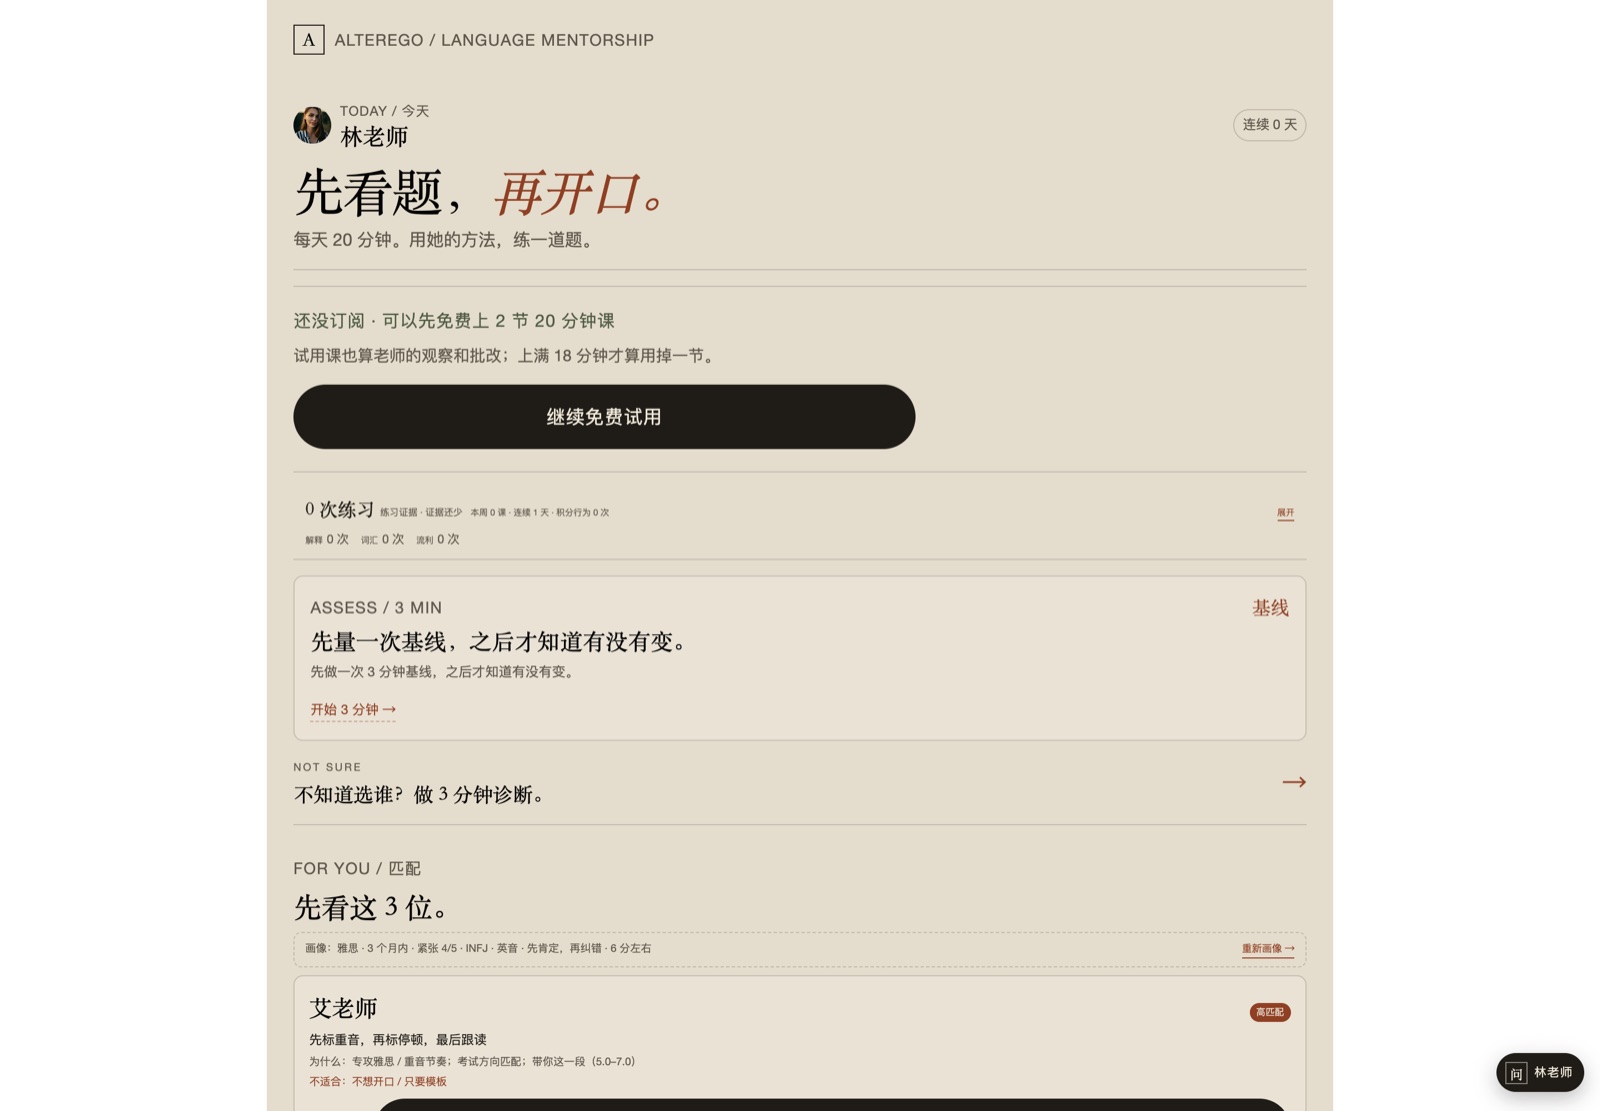 A ALTEREGO / LANGUAGE MENTORSHIP
TODAY / 今天
林老师
连续 0 天
先看题，再开口。
每天 20 分钟。用她的方法，练一道题。
还没订阅 · 可以先免费上 2 节 20 分钟课
试用课也算老师的观察和批改；上满 18 分钟才算用掉一节。
继续免费试用
0 次练习 练习证据 · 证据还少 本周 0 课 · 连续 1 天 · 积分行为 0 次
展开
解释 0 次 词汇 0 次 流利 0 次
ASSESS / 3 MIN
基线
先量一次基线，之后才知道有没有变。
先做一次 3 分钟基线，之后才知道有没有变。
开始 3 分钟 →
NOT SURE
不知道选谁？做 3 分钟诊断。
→
FOR YOU / 匹配
先看这 3 位。
画像：雅思 · 3 个月内 · 紧张 4/5 · INFJ · 英音 · 先肯定，再纠错 · 6 分左右
重新画像 →
艾老师
高匹配
先标重音，再标停顿，最后跟读
为什么：专攻雅思 / 重音节奏；考试方向匹配；带你这一段（5.0–7.0）
不适合：不想开口 / 只要模板
问 林老师